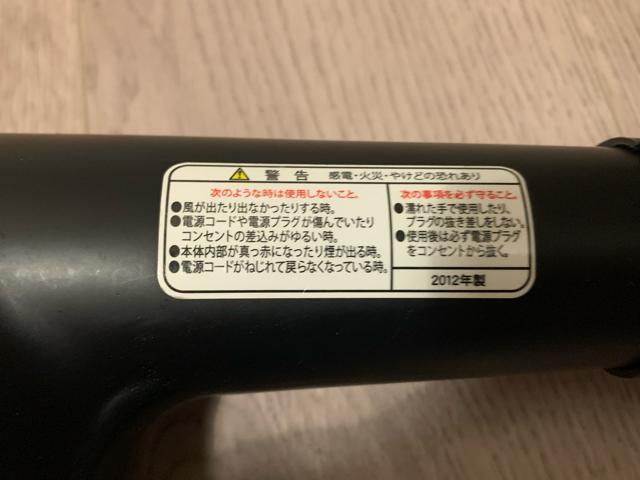 警告 感電・火災・やけどの恐れあり
次のような時は使用しないこと。
●風が出たり出なかったりする時。
●電源コードや電源プラグが傷んでいたり
コンセントの差込みがゆるい時。
●本体内部が真っ赤になったり煙が出る時。
●電源コードがねじれて戻らなくなっている時。
次の事項を必ず守ること。
●濡れた手で使用したり、
プラグの抜き差しをしない。
●使用後は必ず電源プラグ
をコンセントから抜く。
2012年製